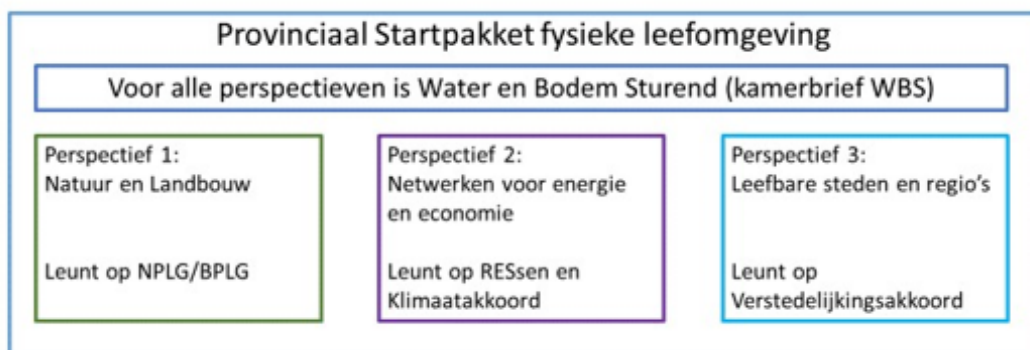 Provinciaal Startpakket fysieke leefomgeving
Voor alle perspectieven is Water en Bodem Sturend (kamerbrief WBS)
Perspectief 1:
Natuur en Landbouw
Leunt op NPLG/BPLG
Perspectief 2:
Netwerken voor energie
en economie
Leunt op RESsen en
Klimaatakkoord
Perspectief 3:
Leefbare steden en regio's
Leunt op
Verstedelijkingsakkoord